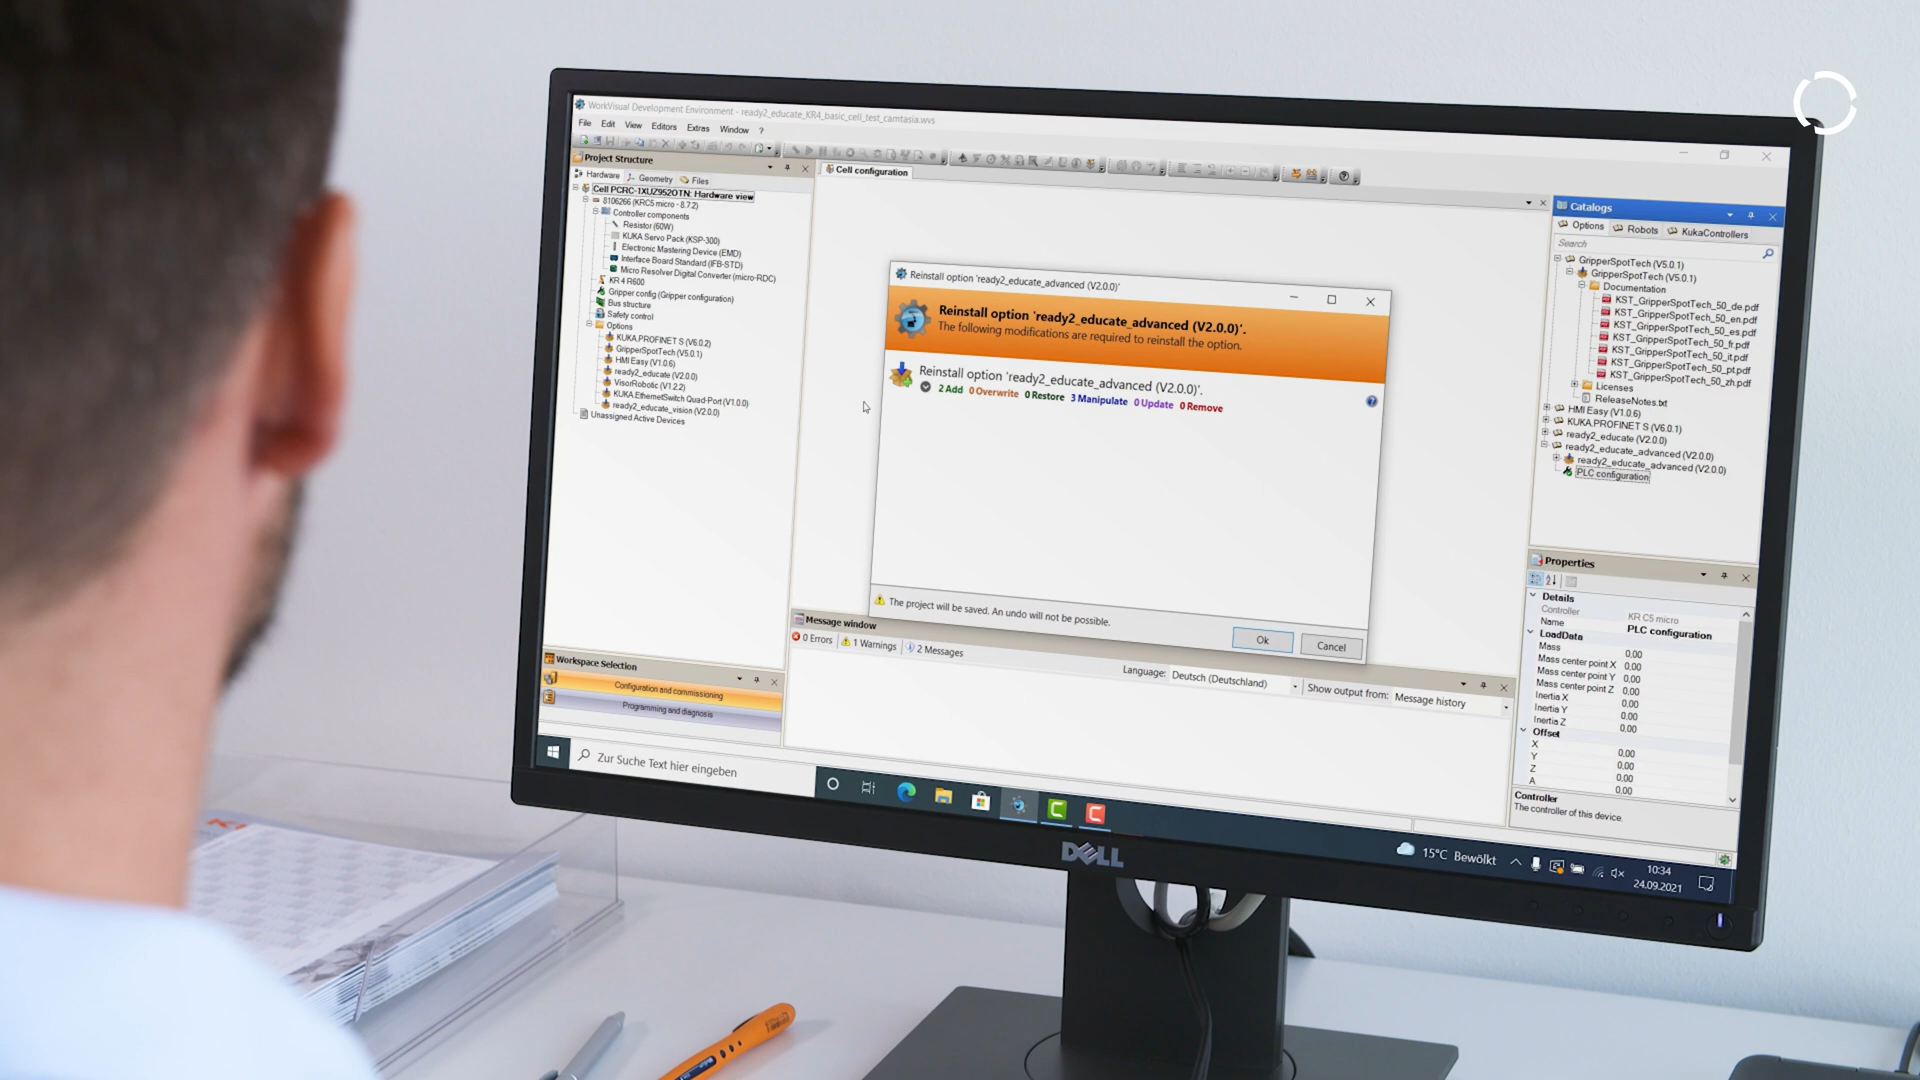 WorkVisual Development Environment - ready2_educate_KR4_basic_cell_test_camtasia.wvs
File Edit View Editors Extras Window ?
Project Structure
Hardware Geometry Files
Cell PCRC-1XUZ952OTN: Hardware view
8106266 (KRC5 micro - 8.7.2)
Controller components
Resistor (60W)
KUKA Servo Pack (KSP-300)
Electronic Mastering Device (EMD)
Interface Board Standard (IFB-STD)
Micro Resolver Digital Converter (micro-RDC)
KR 4 R600
Gripper config (Gripper configuration)
Bus structure
Safety control
Options
KUKA.PROFINET S (V6.0.2)
GripperSpotTech (V5.0.1)
HMI Easy (V1.0.6)
ready2_educate (V2.0.0)
VisorRobotic (V1.2.2)
KUKA.EthernetSwitch Quad-Port (V1.0.0)
ready2_educate_vision (V2.0.0)
Unassigned Active Devices
Workspace Selection
Configuration and commissioning
Programming and diagnosis
Cell configuration
Reinstall option 'ready2_educate_advanced (V2.0.0)'
Reinstall option 'ready2_educate_advanced (V2.0.0)'.
The following modifications are required to reinstall the option.
Reinstall option 'ready2_educate_advanced (V2.0.0)'.
2 Add 0 Overwrite 0 Restore 3 Manipulate 0 Update 0 Remove
The project will be saved. An undo will not be possible.
Ok Cancel
Message window
0 Errors 1 Warnings 2 Messages
Language: Deutsch (Deutschland) Show output from: Message history
Catalogs
Options Robots KukaControllers
Search
GripperSpotTech (V5.0.1)
GripperSpotTech (V5.0.1)
Documentation
KST_GripperSpotTech_50_de.pdf
KST_GripperSpotTech_50_en.pdf
KST_GripperSpotTech_50_es.pdf
KST_GripperSpotTech_50_fr.pdf
KST_GripperSpotTech_50_it.pdf
KST_GripperSpotTech_50_pt.pdf
KST_GripperSpotTech_50_zh.pdf
Licenses
ReleaseNotes.txt
HMI Easy (V1.0.6)
KUKA.PROFINET S (V6.0.1)
ready2_educate (V2.0.0)
ready2_educate_advanced (V2.0.0)
ready2_educate_advanced (V2.0.0)
PLC configuration
Properties
Details
Controller KR C5 micro
Name PLC configuration
LoadData
Mass 0.00
Mass center point X 0.00
Mass center point Y 0.00
Mass center point Z 0.00
Inertia X 0.00
Inertia Y 0.00
Inertia Z 0.00
Offset
X 0.00
Y 0.00
Z 0.00
A 0.00
Controller
The controller of this device.
Zur Suche Text hier eingeben
15°C Bewölkt
10:34
24.09.2021
DELL